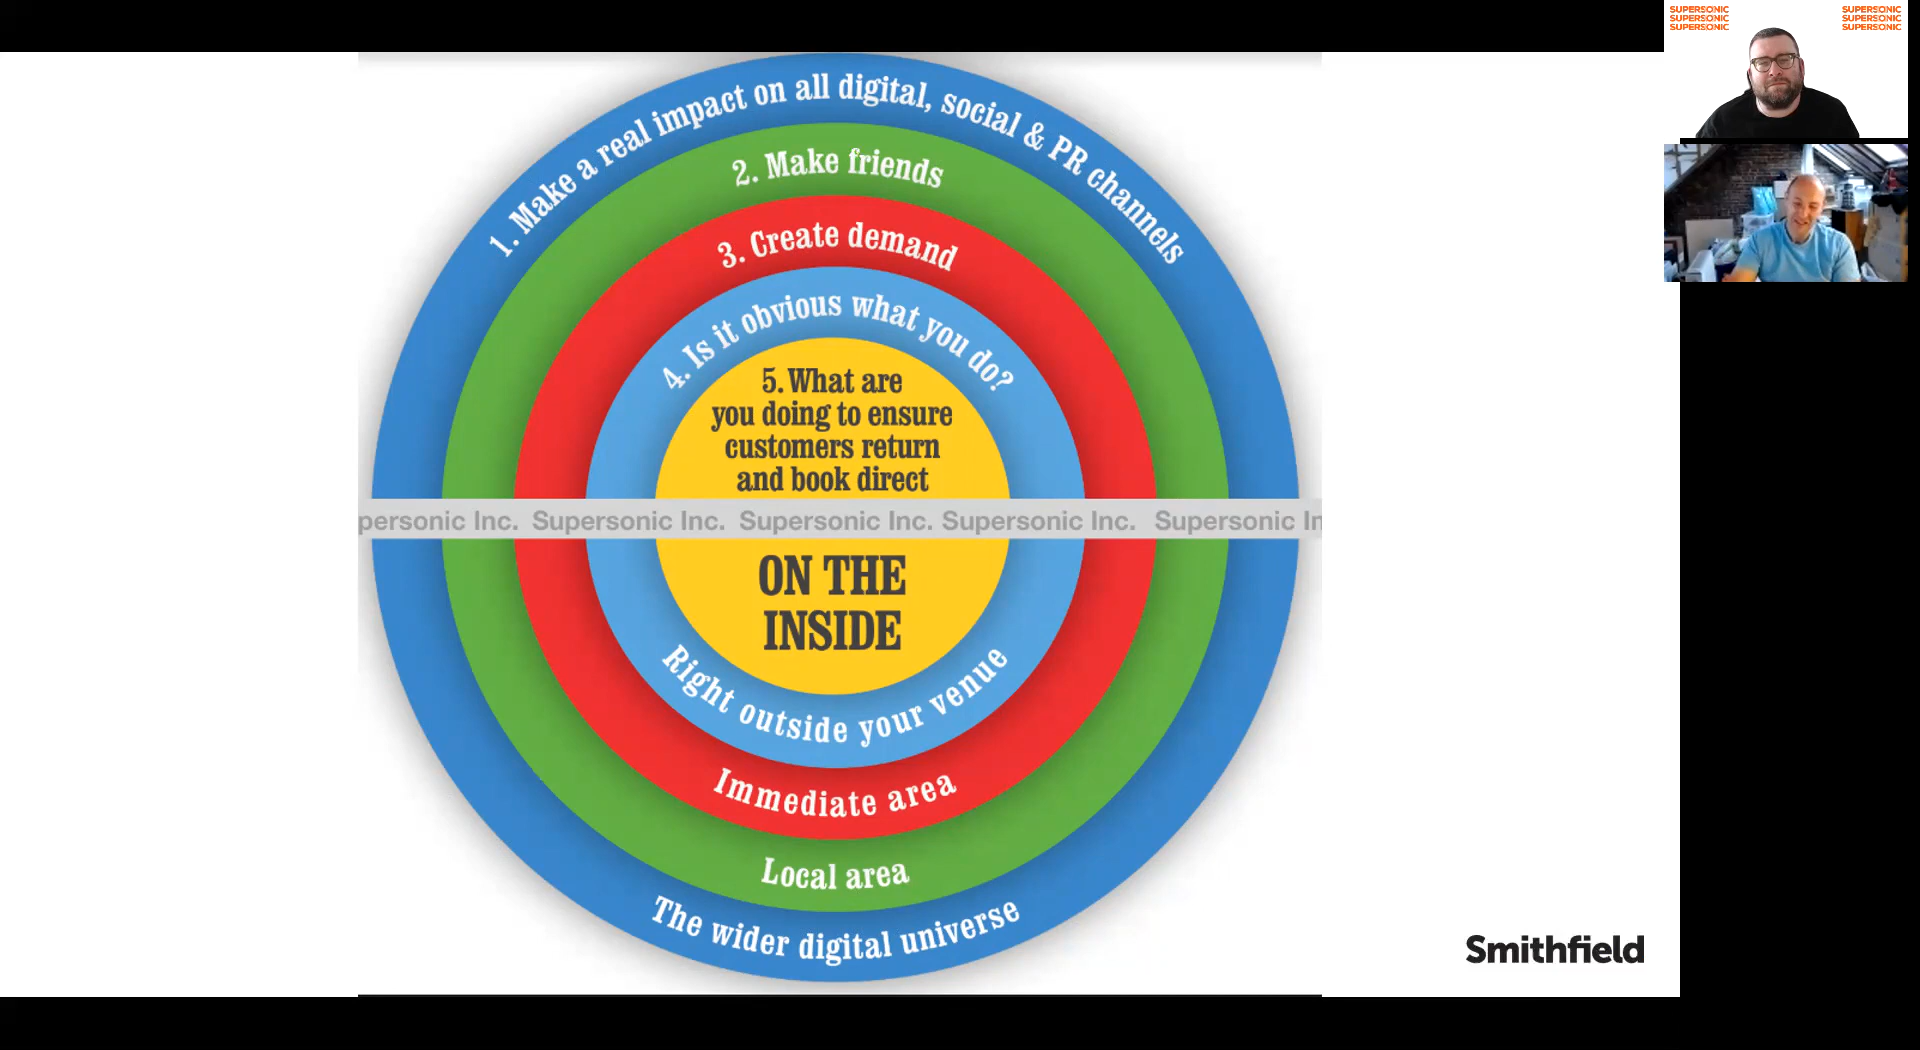 1. Make a real impact on all digital, social & PR channels
2. Make friends
3. Create demand
4. Is it obvious what you do?
5. What are
you doing to ensure
customers return
and book direct
personic Inc. Supersonic Inc. Supersonic Inc. Supersonic Inc. Supersonic In
ON THE
INSIDE
Right outside your venue
Immediate area
Local area
The wider digital universe
Smithfield
SUPERSONIC
SUPERSONIC
SUPERSONIC
SUPERSONIC
SUPERSONIC
SUPERSONIC